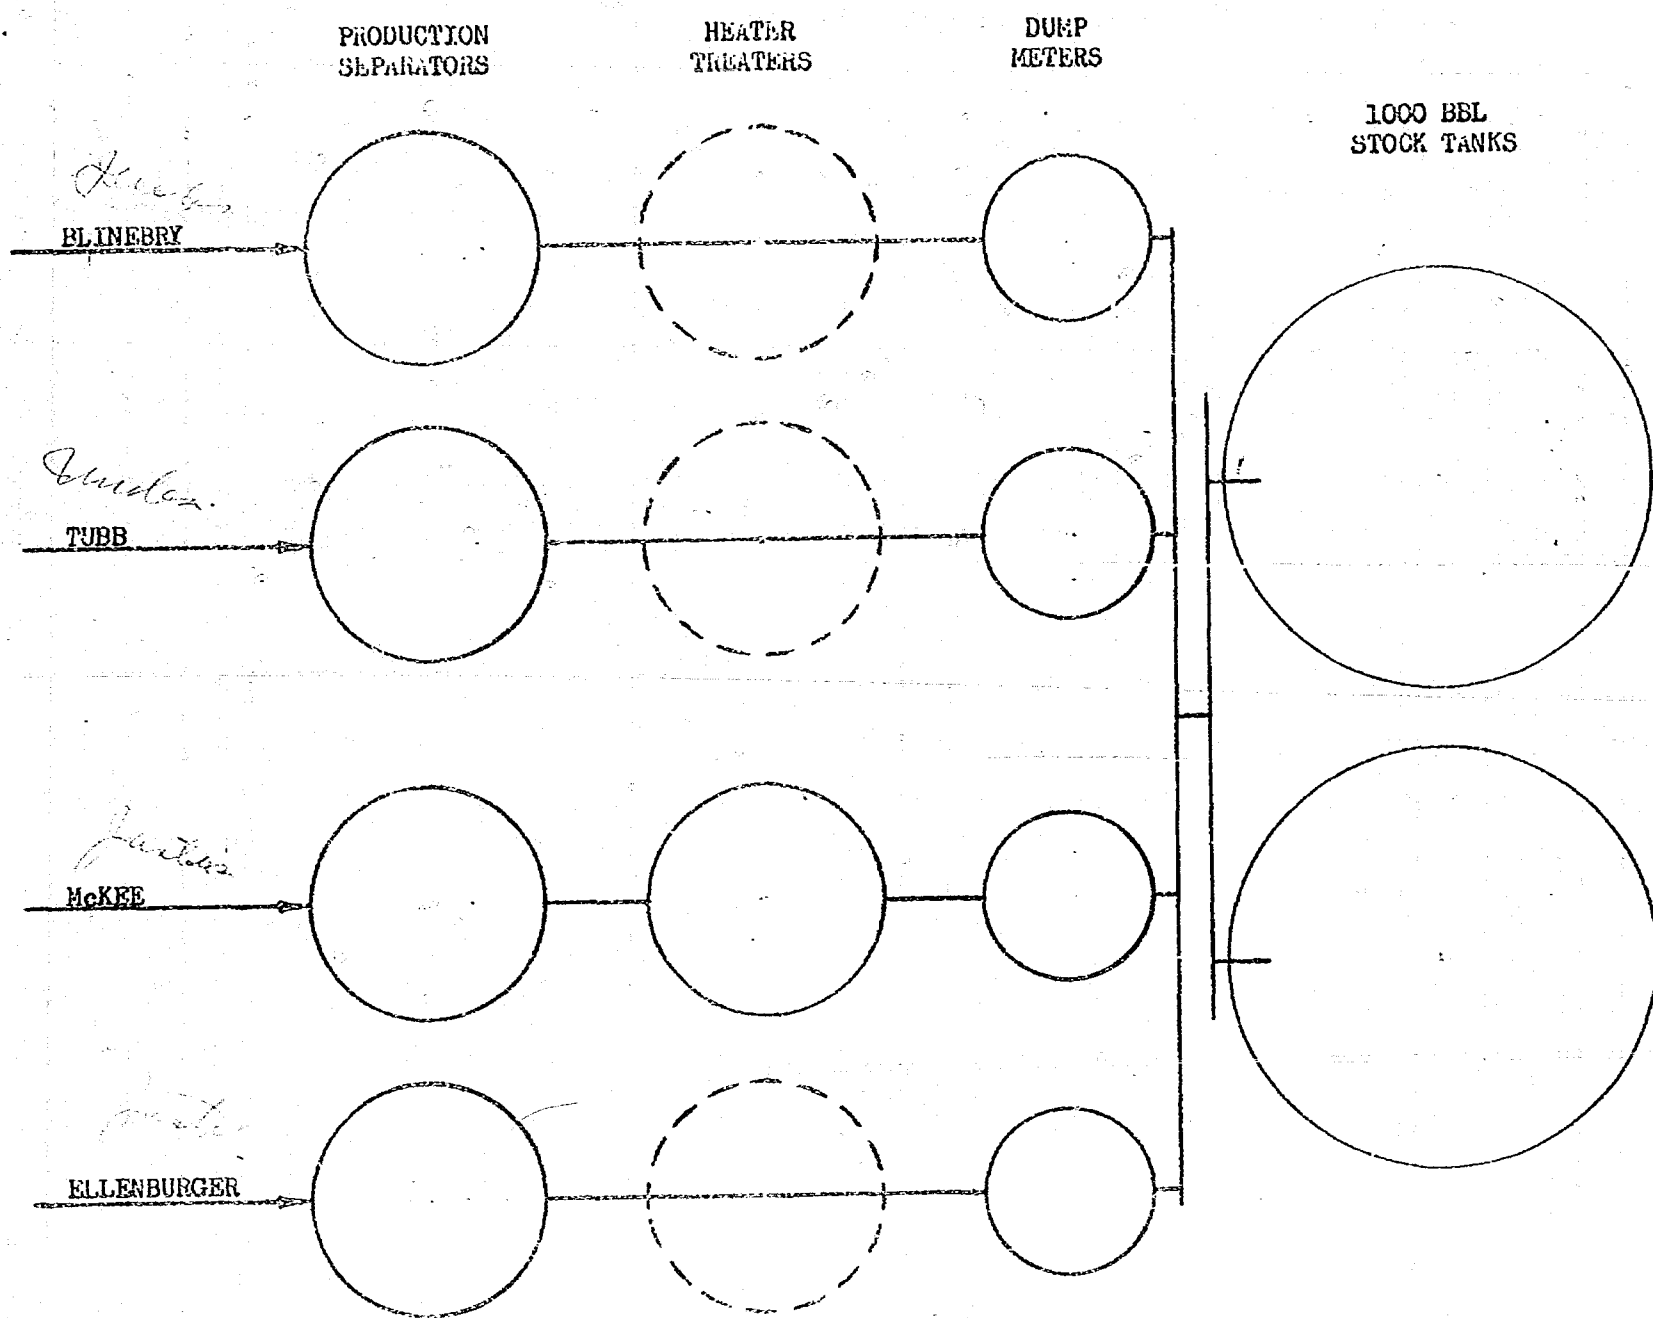 PRODUCTION
SEPARATORS
HEATER
TREATERS
DUMP
METERS
1000 BBL
STOCK TANKS
BLINEBRY
TUBB
McKEE
ELLENBURGER